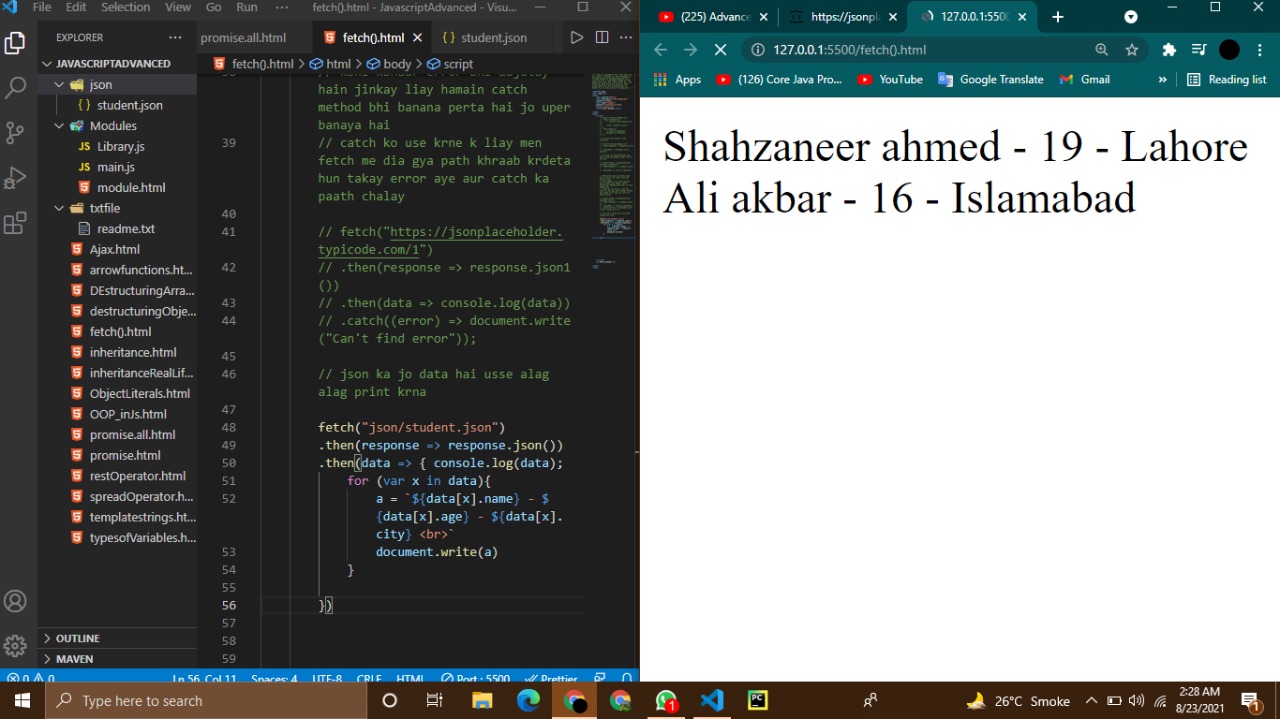 File Edit Selection View Go Run ··· fetch().html - JavascriptAdvanced - Visu...
EXPLORER ···
JAVASCRIPTADVANCED
json
{ } student.json
Modules
JS Library.js
JS main.js
module.html
txtfile
readme.txt
Ajax.html
arrowfunctions.ht...
DEstructuringArra...
destructuringObje...
fetch().html
inheritance.html
inheritanceRealLif...
ObjectLiterals.html
OOP_inJs.html
promise.all.html
promise.html
restOperator.html
spreadOperator.h...
templatestrings.ht...
typesofVariables.h...
OUTLINE
MAVEN
promise.all.html fetch().html { } student.json
fetch().html > html > body > script
hain jinkay liay hamain catch
method bhi banana perta hai jo uper
banaya hai
39 // catch ko use krne k liay men
fetch me dia gya path khraab krdeta
hun takay error aye aur catch ka
paath chalay
40
41 // fetch("https://jsonplaceholder.
typicode.com/1")
42 // .then(response => response.json1
())
43 // .then(data => console.log(data))
44 // .catch((error) => document.write
("Can't find error"));
45
46 // json ka jo data hai usse alag
alag print krna
47
48 fetch("json/student.json")
49 .then(response => response.json())
50 .then(data => { console.log(data);
51 for (var x in data){
52 a = `${data[x].name} - $
{data[x].age} - ${data[x].
city} <br>`
53 document.write(a)
54 }
55
56 })
57
58
59
0 0 Ln 56, Col 11 Spaces: 4 UTF-8 CRLF HTML Port : 5500 Prettier
(225) Advance https://jsonpl 127.0.0.1:5500
127.0.0.1:5500/fetch().html
Apps (126) Core Java Pro... YouTube Google Translate Gmail » Reading list
Shahzaneer ahmed - 19 - Lahore
Ali akbar - 16 - Islamabad
Type here to search
1
PC
26°C Smoke
2:28 AM
8/23/2021
1